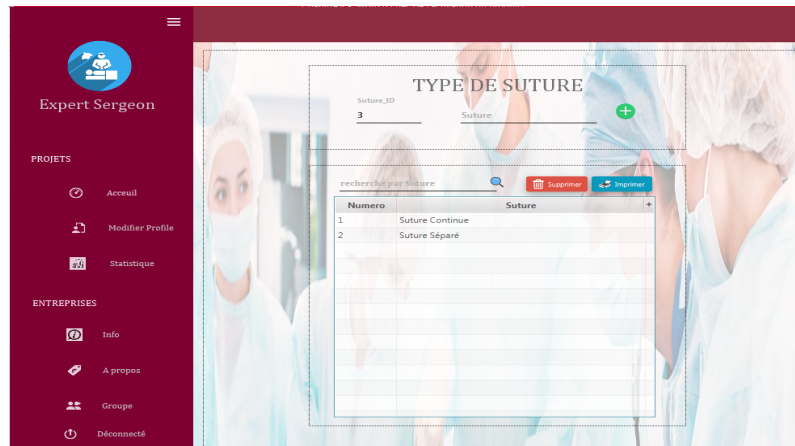 Expert Sergeon
PROJETS
Acceuil
Modifier Profile
Statistique
ENTREPRISES
Info
A propos
Groupe
Déconnecté
TYPE DE SUTURE
Suture_ID
3
Suture
recherche par Suture
Supprimer
Imprimer
Numero Suture +
1 Suture Continue
2 Suture Séparé